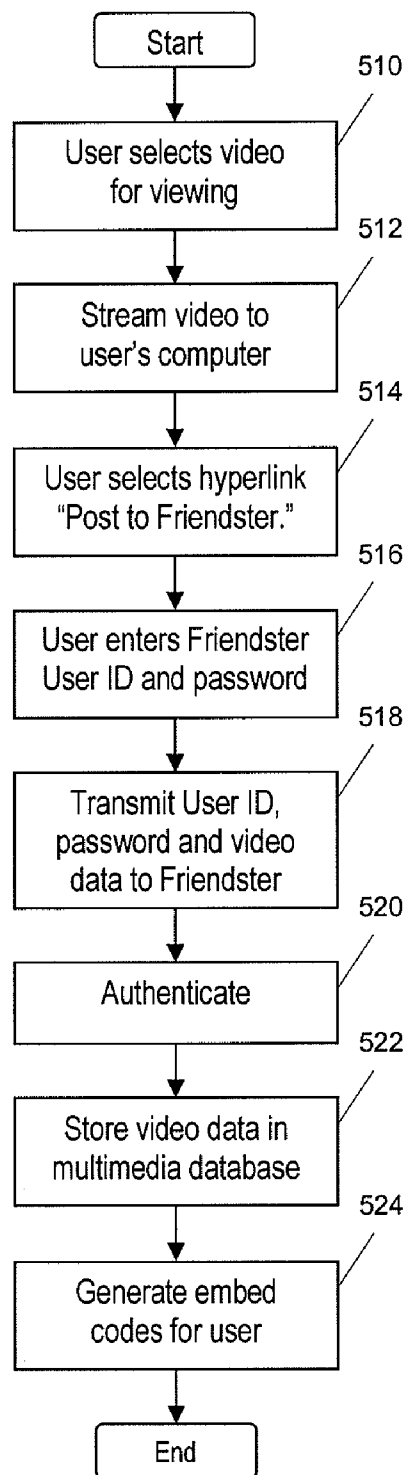 Start
510
User selects video
for viewing
512
Stream video to
user's computer
514
User selects hyperlink
“Post to Friendster.”
516
User enters Friendster
User ID and password
518
Transmit User ID,
password and video
data to Friendster
520
Authenticate
522
Store video data in
multimedia database
524
Generate embed
codes for user
End